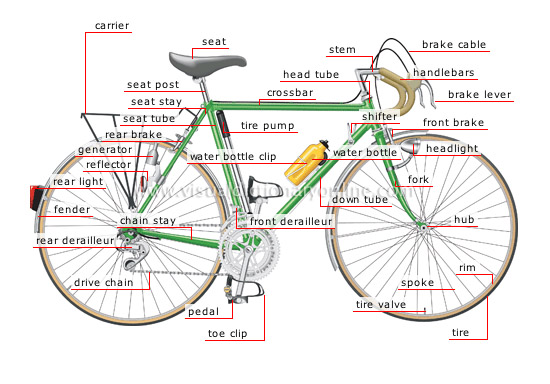 carrier
seat
stem
brake cable
head tube
handlebars
seat post
crossbar
brake lever
seat stay
seat tube
shifter
front brake
tire pump
rear brake
generator
water bottle clip
water bottle
headlight
reflector
rear light
fork
fender
down tube
chain stay
front derailleur
hub
rear derailleur
rim
drive chain
spoke
tire valve
pedal
toe clip
tire